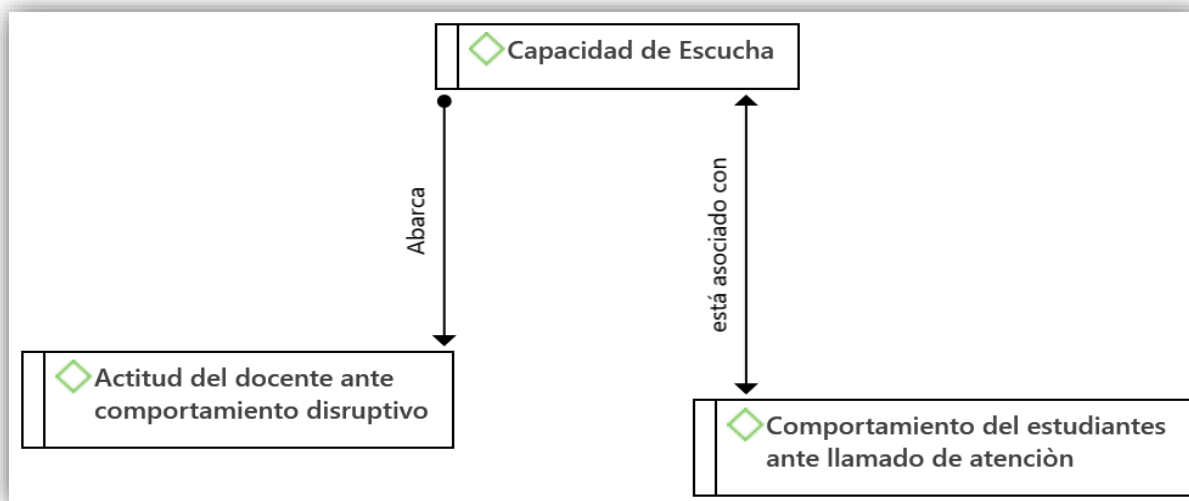 Capacidad de Escucha
Abarca
está asociado con
Actitud del docente ante
comportamiento disruptivo
Comportamiento del estudiantes
ante llamado de atenciòn